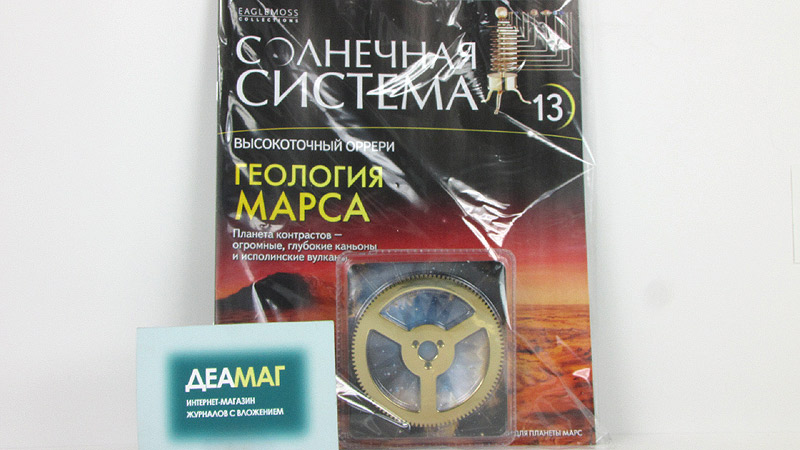 EAGLEMOSS
COLLECTIONS
СОЛНЕЧНАЯ
СИСТЕМА
13
ВЫСОКОТОЧНЫЙ ОРРЕРИ
ГЕОЛОГИЯ
МАРСА
Планета контрастов –
огромные, глубокие каньоны
и исполинские вулканы
ДЕАМАГ
ИНТЕРНЕТ-МАГАЗИН
ЖУРНАЛОВ С ВЛОЖЕНИЕМ
ДЛЯ ПЛАНЕТЫ МАРС